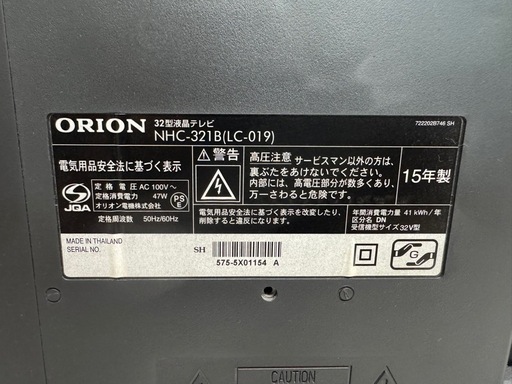 ORION
32型液晶テレビ
NHC-321B(LC-019)
722202B746 SH
電気用品安全法に基づく表示
JQA
定格電圧 AC 100V~
定格消費電力 47W
オリオン電機株式会社
定格周波数 50Hz/60Hz
PS
E
警告
高圧注意 サービスマン以外の方は、
裏ぶたをあけないでください。
内部には、高電圧部分が数多くあり、
万一さわると危険です。
電気用品安全法に基づく表示を改変したり、
削除すると違反になります。
15年製
年間消費電力量 41 kWh/年
区分名 DN
受信機型サイズ 32V型
MADE IN THAILAND
SH
575-5X01154 A
G
CAUTION